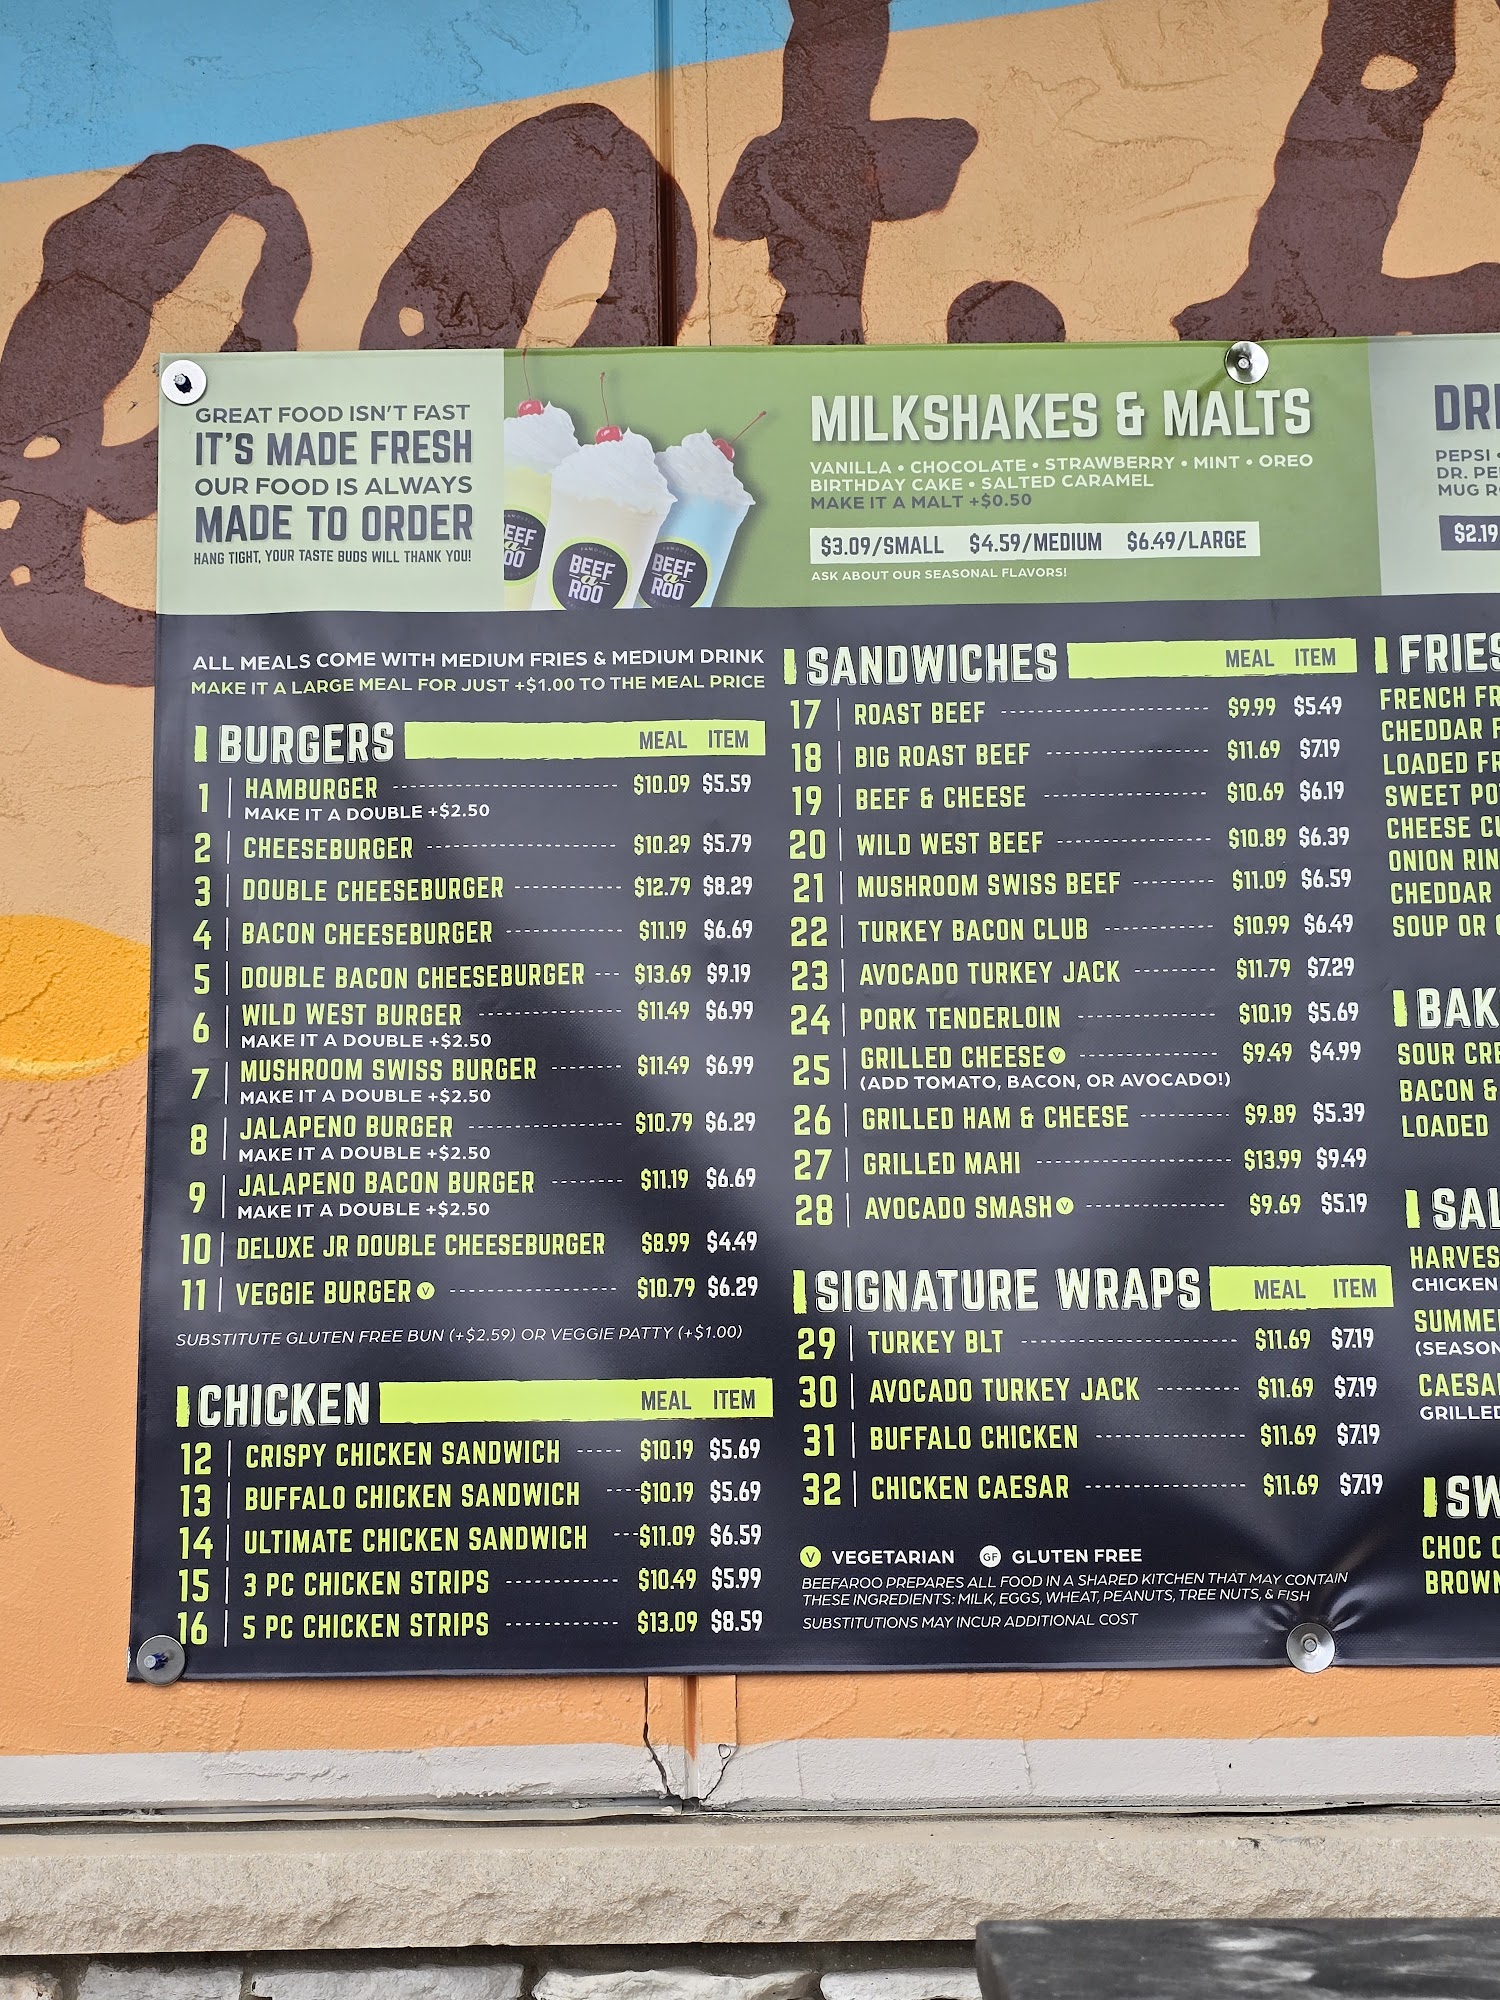 GREAT FOOD ISN'T FAST
IT'S MADE FRESH
OUR FOOD IS ALWAYS
MADE TO ORDER
HANG TIGHT, YOUR TASTE BUDS WILL THANK YOU!
BEEF
a
ROO
BEEF
a
ROO
MILKSHAKES & MALTS
VANILLA • CHOCOLATE • STRAWBERRY • MINT • OREO
BIRTHDAY CAKE • SALTED CARAMEL
MAKE IT A MALT +$0.50
$3.09/SMALL $4.59/MEDIUM $6.49/LARGE
ASK ABOUT OUR SEASONAL FLAVORS!
PEPSI •
$2.19
ALL MEALS COME WITH MEDIUM FRIES & MEDIUM DRINK
MAKE IT A LARGE MEAL FOR JUST +$1.00 TO THE MEAL PRICE
BURGERS MEAL ITEM
1 HAMBURGER $10.09 $5.59
MAKE IT A DOUBLE +$2.50
2 CHEESEBURGER $10.29 $5.79
3 DOUBLE CHEESEBURGER $12.79 $8.29
4 BACON CHEESEBURGER $11.19 $6.69
5 DOUBLE BACON CHEESEBURGER $13.69 $9.19
6 WILD WEST BURGER $11.49 $6.99
MAKE IT A DOUBLE +$2.50
7 MUSHROOM SWISS BURGER $11.49 $6.99
MAKE IT A DOUBLE +$2.50
8 JALAPENO BURGER $10.79 $6.29
MAKE IT A DOUBLE +$2.50
9 JALAPENO BACON BURGER $11.19 $6.69
MAKE IT A DOUBLE +$2.50
10 DELUXE JR DOUBLE CHEESEBURGER $8.99 $4.49
11 VEGGIE BURGER V $10.79 $6.29
SUBSTITUTE GLUTEN FREE BUN (+$2.59) OR VEGGIE PATTY (+$1.00)
CHICKEN MEAL ITEM
12 CRISPY CHICKEN SANDWICH $10.19 $5.69
13 BUFFALO CHICKEN SANDWICH $10.19 $5.69
14 ULTIMATE CHICKEN SANDWICH $11.09 $6.59
15 3 PC CHICKEN STRIPS $10.49 $5.99
16 5 PC CHICKEN STRIPS $13.09 $8.59
SANDWICHES MEAL ITEM
17 ROAST BEEF $9.99 $5.49
18 BIG ROAST BEEF $11.69 $7.19
19 BEEF & CHEESE $10.69 $6.19
20 WILD WEST BEEF $10.89 $6.39
21 MUSHROOM SWISS BEEF $11.09 $6.59
22 TURKEY BACON CLUB $10.99 $6.49
23 AVOCADO TURKEY JACK $11.79 $7.29
24 PORK TENDERLOIN $10.19 $5.69
25 GRILLED CHEESE V $9.49 $4.99
(ADD TOMATO, BACON, OR AVOCADO!)
26 GRILLED HAM & CHEESE $9.89 $5.39
27 GRILLED MAHI $13.99 $9.49
28 AVOCADO SMASH V $9.69 $5.19
SIGNATURE WRAPS MEAL ITEM
29 TURKEY BLT $11.69 $7.19
30 AVOCADO TURKEY JACK $11.69 $7.19
31 BUFFALO CHICKEN $11.69 $7.19
32 CHICKEN CAESAR $11.69 $7.19
V VEGETARIAN GF GLUTEN FREE
BEEFAROO PREPARES ALL FOOD IN A SHARED KITCHEN THAT MAY CONTAIN
THESE INGREDIENTS: MILK, EGGS, WHEAT, PEANUTS, TREE NUTS, & FISH
SUBSTITUTIONS MAY INCUR ADDITIONAL COST
FRIES
FRENCH
CHEDDAR
LOADED
SWEET
CHEESE
ONION
CHEDDAR
SOUP OR
SOUR
BACON &
LOADED
CHICKEN
GRILLED
CHOC